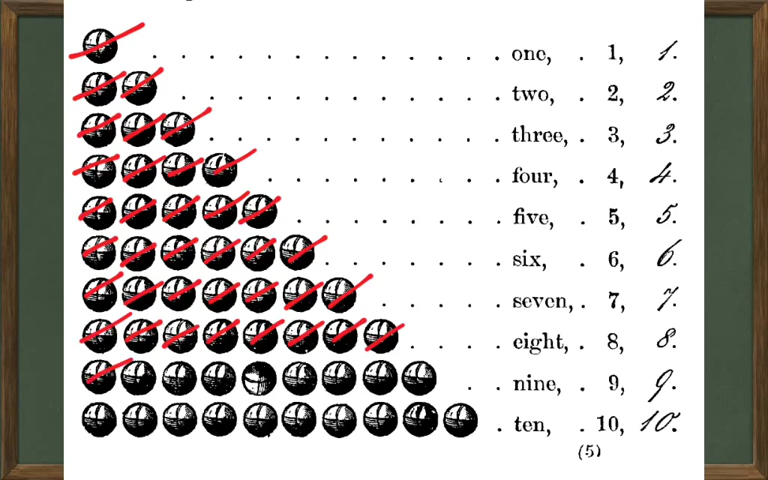 one, . 1, 1.
two, . 2, 2.
three, . 3, 3.
four, . 4, 4.
five, . 5, 5.
six, . 6, 6.
seven, . 7, 7.
eight, . 8, 8.
nine, . 9, 9.
ten, . 10, 10.
(5)